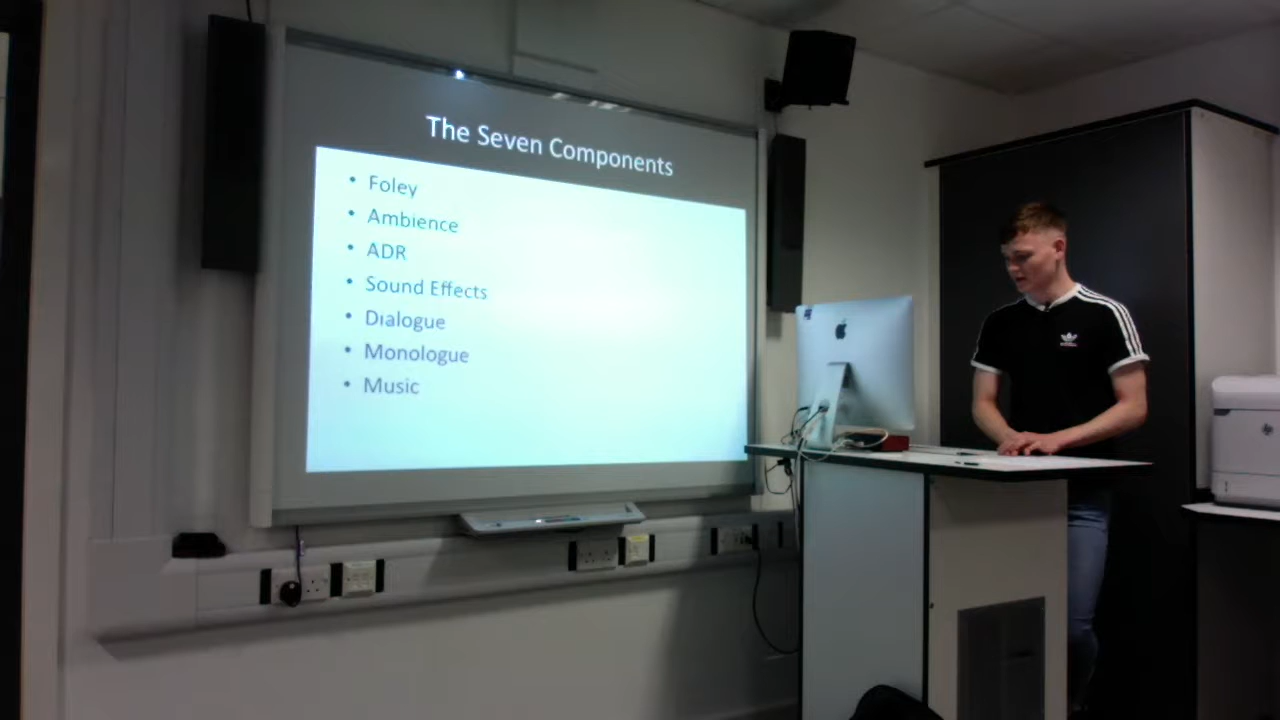 The Seven Components
• Foley
• Ambience
• ADR
• Sound Effects
• Dialogue
• Monologue
• Music